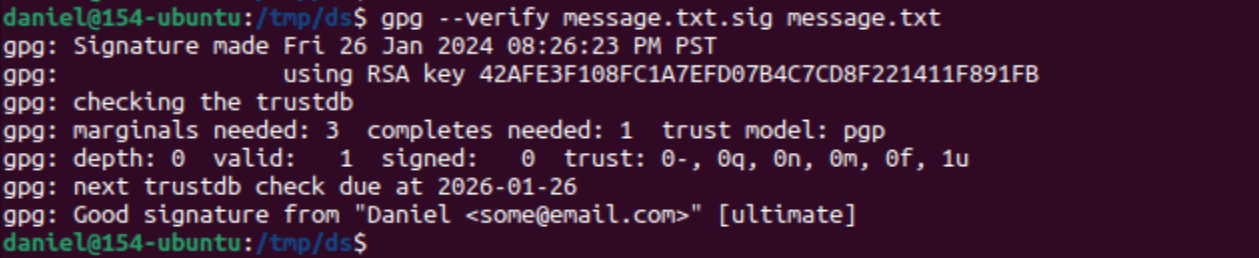 daniel@154-ubuntu:/tmp/ds$ gpg --verify message.txt.sig message.txt
gpg: Signature made Fri 26 Jan 2024 08:26:23 PM PST
gpg:                using RSA key 42AFE3F108FC1A7EFD07B4C7CD8F221411F891FB
gpg: checking the trustdb
gpg: marginals needed: 3  completes needed: 1  trust model: pgp
gpg: depth: 0  valid:   1  signed:   0  trust: 0-, 0q, 0n, 0m, 0f, 1u
gpg: next trustdb check due at 2026-01-26
gpg: Good signature from "Daniel <some@email.com>" [ultimate]
daniel@154-ubuntu:/tmp/ds$